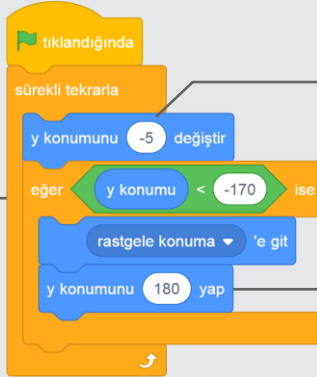 tıklandığında
sürekli tekrarla
y konumunu -5 değiştir
eğer y konumu < -170 ise
rastgele konuma 'e git
y konumunu 180 yap